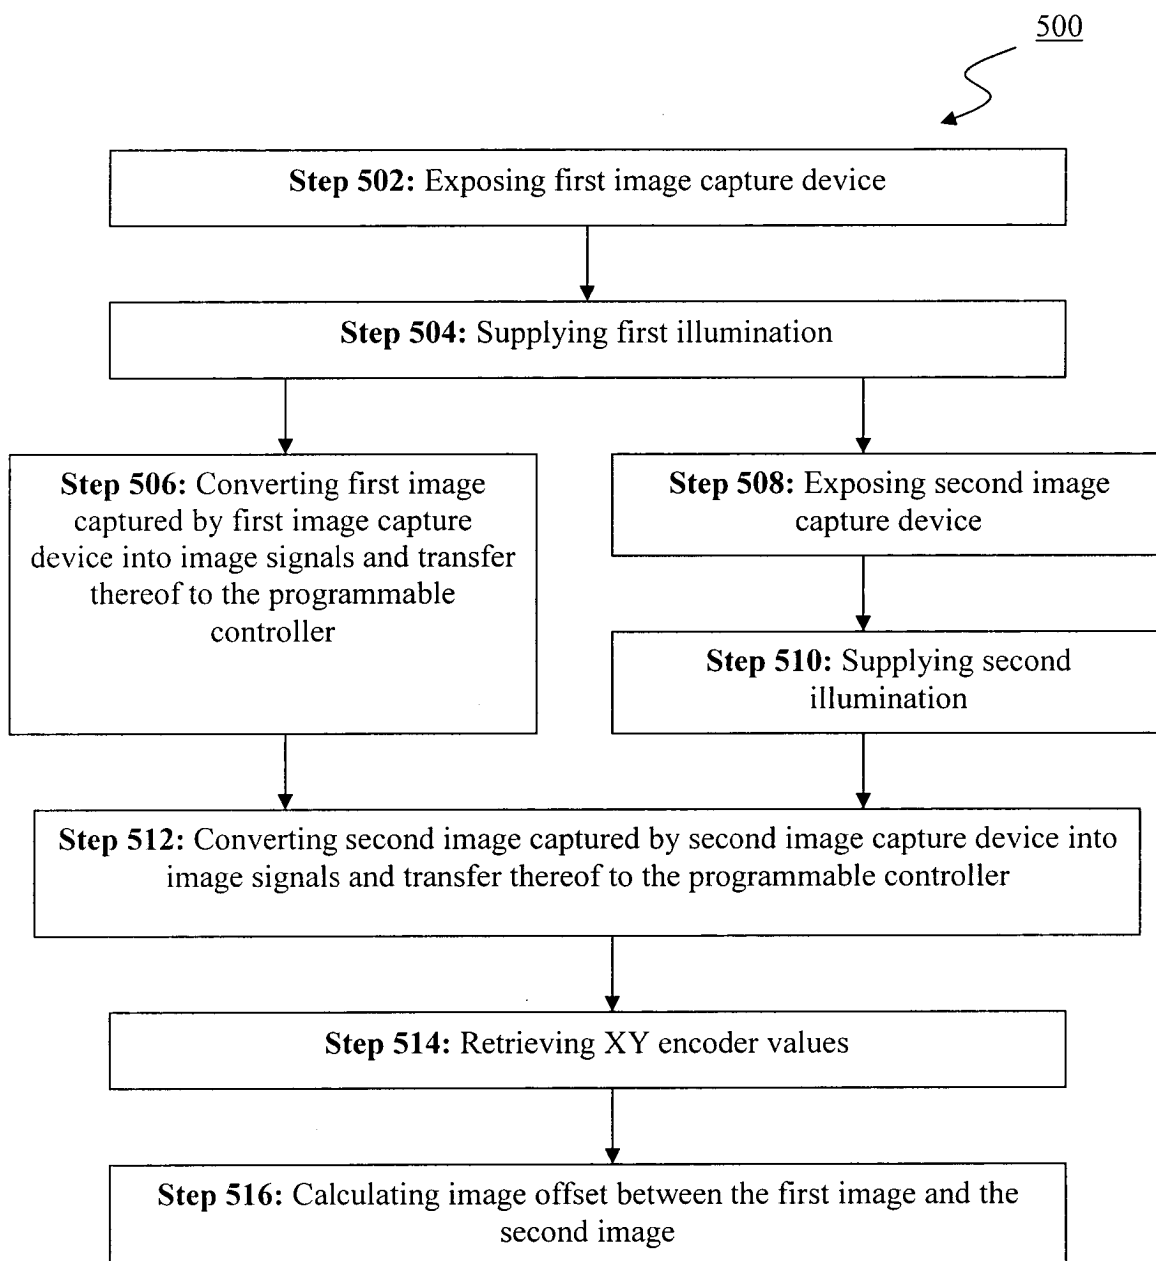 500
Step 502: Exposing first image capture device
Step 504: Supplying first illumination
Step 506: Converting first image
captured by first image capture
device into image signals and transfer
thereof to the programmable
controller
Step 508: Exposing second image
capture device
Step 510: Supplying second
illumination
Step 512: Converting second image captured by second image capture device into
image signals and transfer thereof to the programmable controller
Step 514: Retrieving XY encoder values
Step 516: Calculating image offset between the first image and the
second image